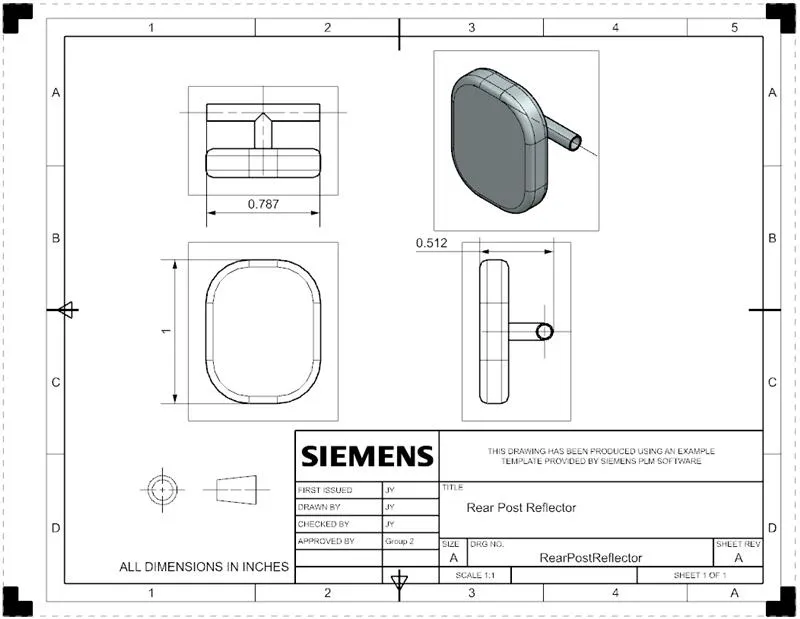 1 2 3 4 5
A A
0.787
B B
0.512
1
C C
SIEMENS
THIS DRAWING HAS BEEN PRODUCED USING AN EXAMPLE
TEMPLATE PROVIDED BY SIEMENS PLM SOFTWARE
FIRST ISSUED JY
TITLE
DRAWN BY JY
Rear Post Reflector
CHECKED BY JY
D D
APPROVED BY Group 2
SIZE DRG NO. SHEET REV
A RearPostReflector A
ALL DIMENSIONS IN INCHES
SCALE 1:1 SHEET 1 OF 1
1 2 3 4 A